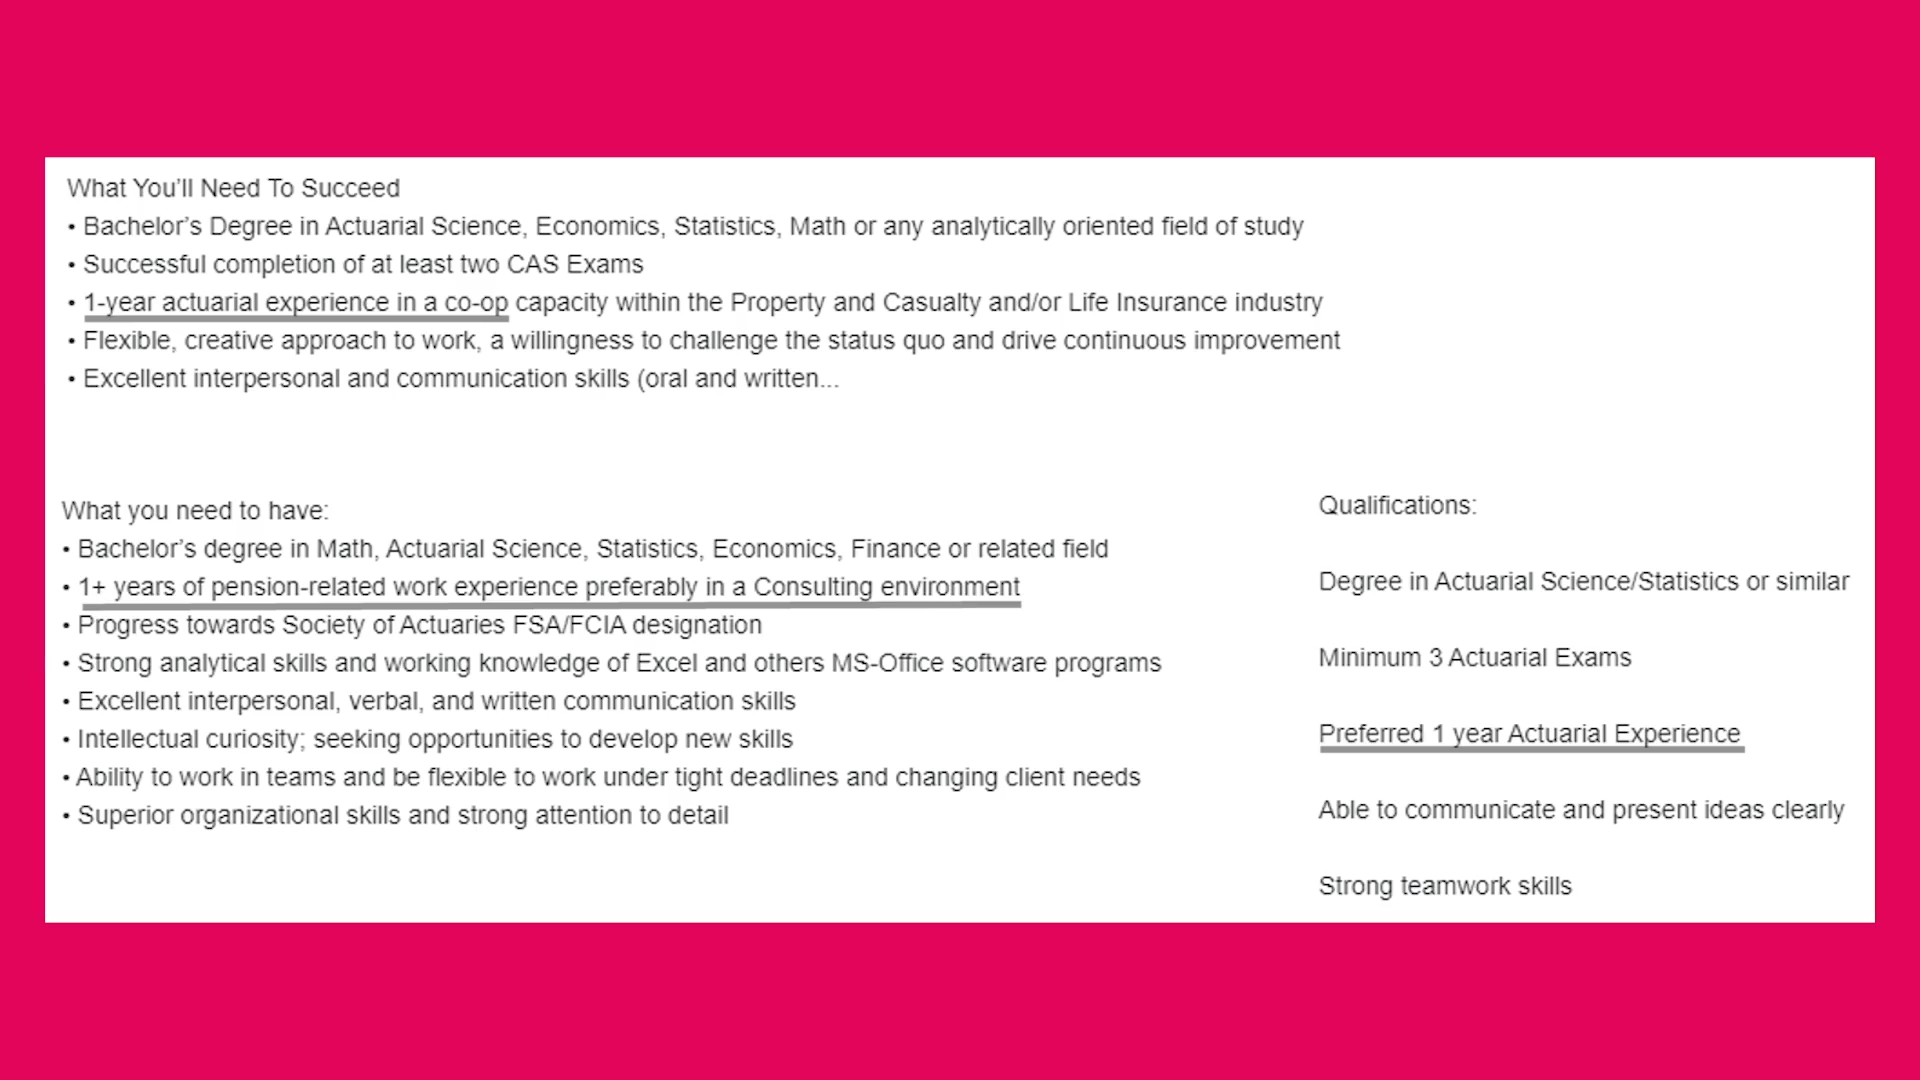 What You'll Need To Succeed
• Bachelor's Degree in Actuarial Science, Economics, Statistics, Math or any analytically oriented field of study
• Successful completion of at least two CAS Exams
• 1-year actuarial experience in a co-op capacity within the Property and Casualty and/or Life Insurance industry
• Flexible, creative approach to work, a willingness to challenge the status quo and drive continuous improvement
• Excellent interpersonal and communication skills (oral and written...
What you need to have:
• Bachelor's degree in Math, Actuarial Science, Statistics, Economics, Finance or related field
• 1+ years of pension-related work experience preferably in a Consulting environment
• Progress towards Society of Actuaries FSA/FCIA designation
• Strong analytical skills and working knowledge of Excel and others MS-Office software programs
• Excellent interpersonal, verbal, and written communication skills
• Intellectual curiosity; seeking opportunities to develop new skills
• Ability to work in teams and be flexible to work under tight deadlines and changing client needs
• Superior organizational skills and strong attention to detail
Qualifications:
Degree in Actuarial Science/Statistics or similar
Minimum 3 Actuarial Exams
Preferred 1 year Actuarial Experience
Able to communicate and present ideas clearly
Strong teamwork skills